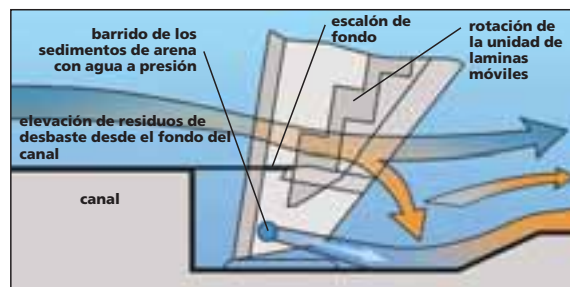 barrido de los
sedimentos de arena
con agua a presión
escalón de
fondo
rotación de
la unidad de
laminas
móviles
elevación de residuos de
desbaste desde el fondo del
canal
canal